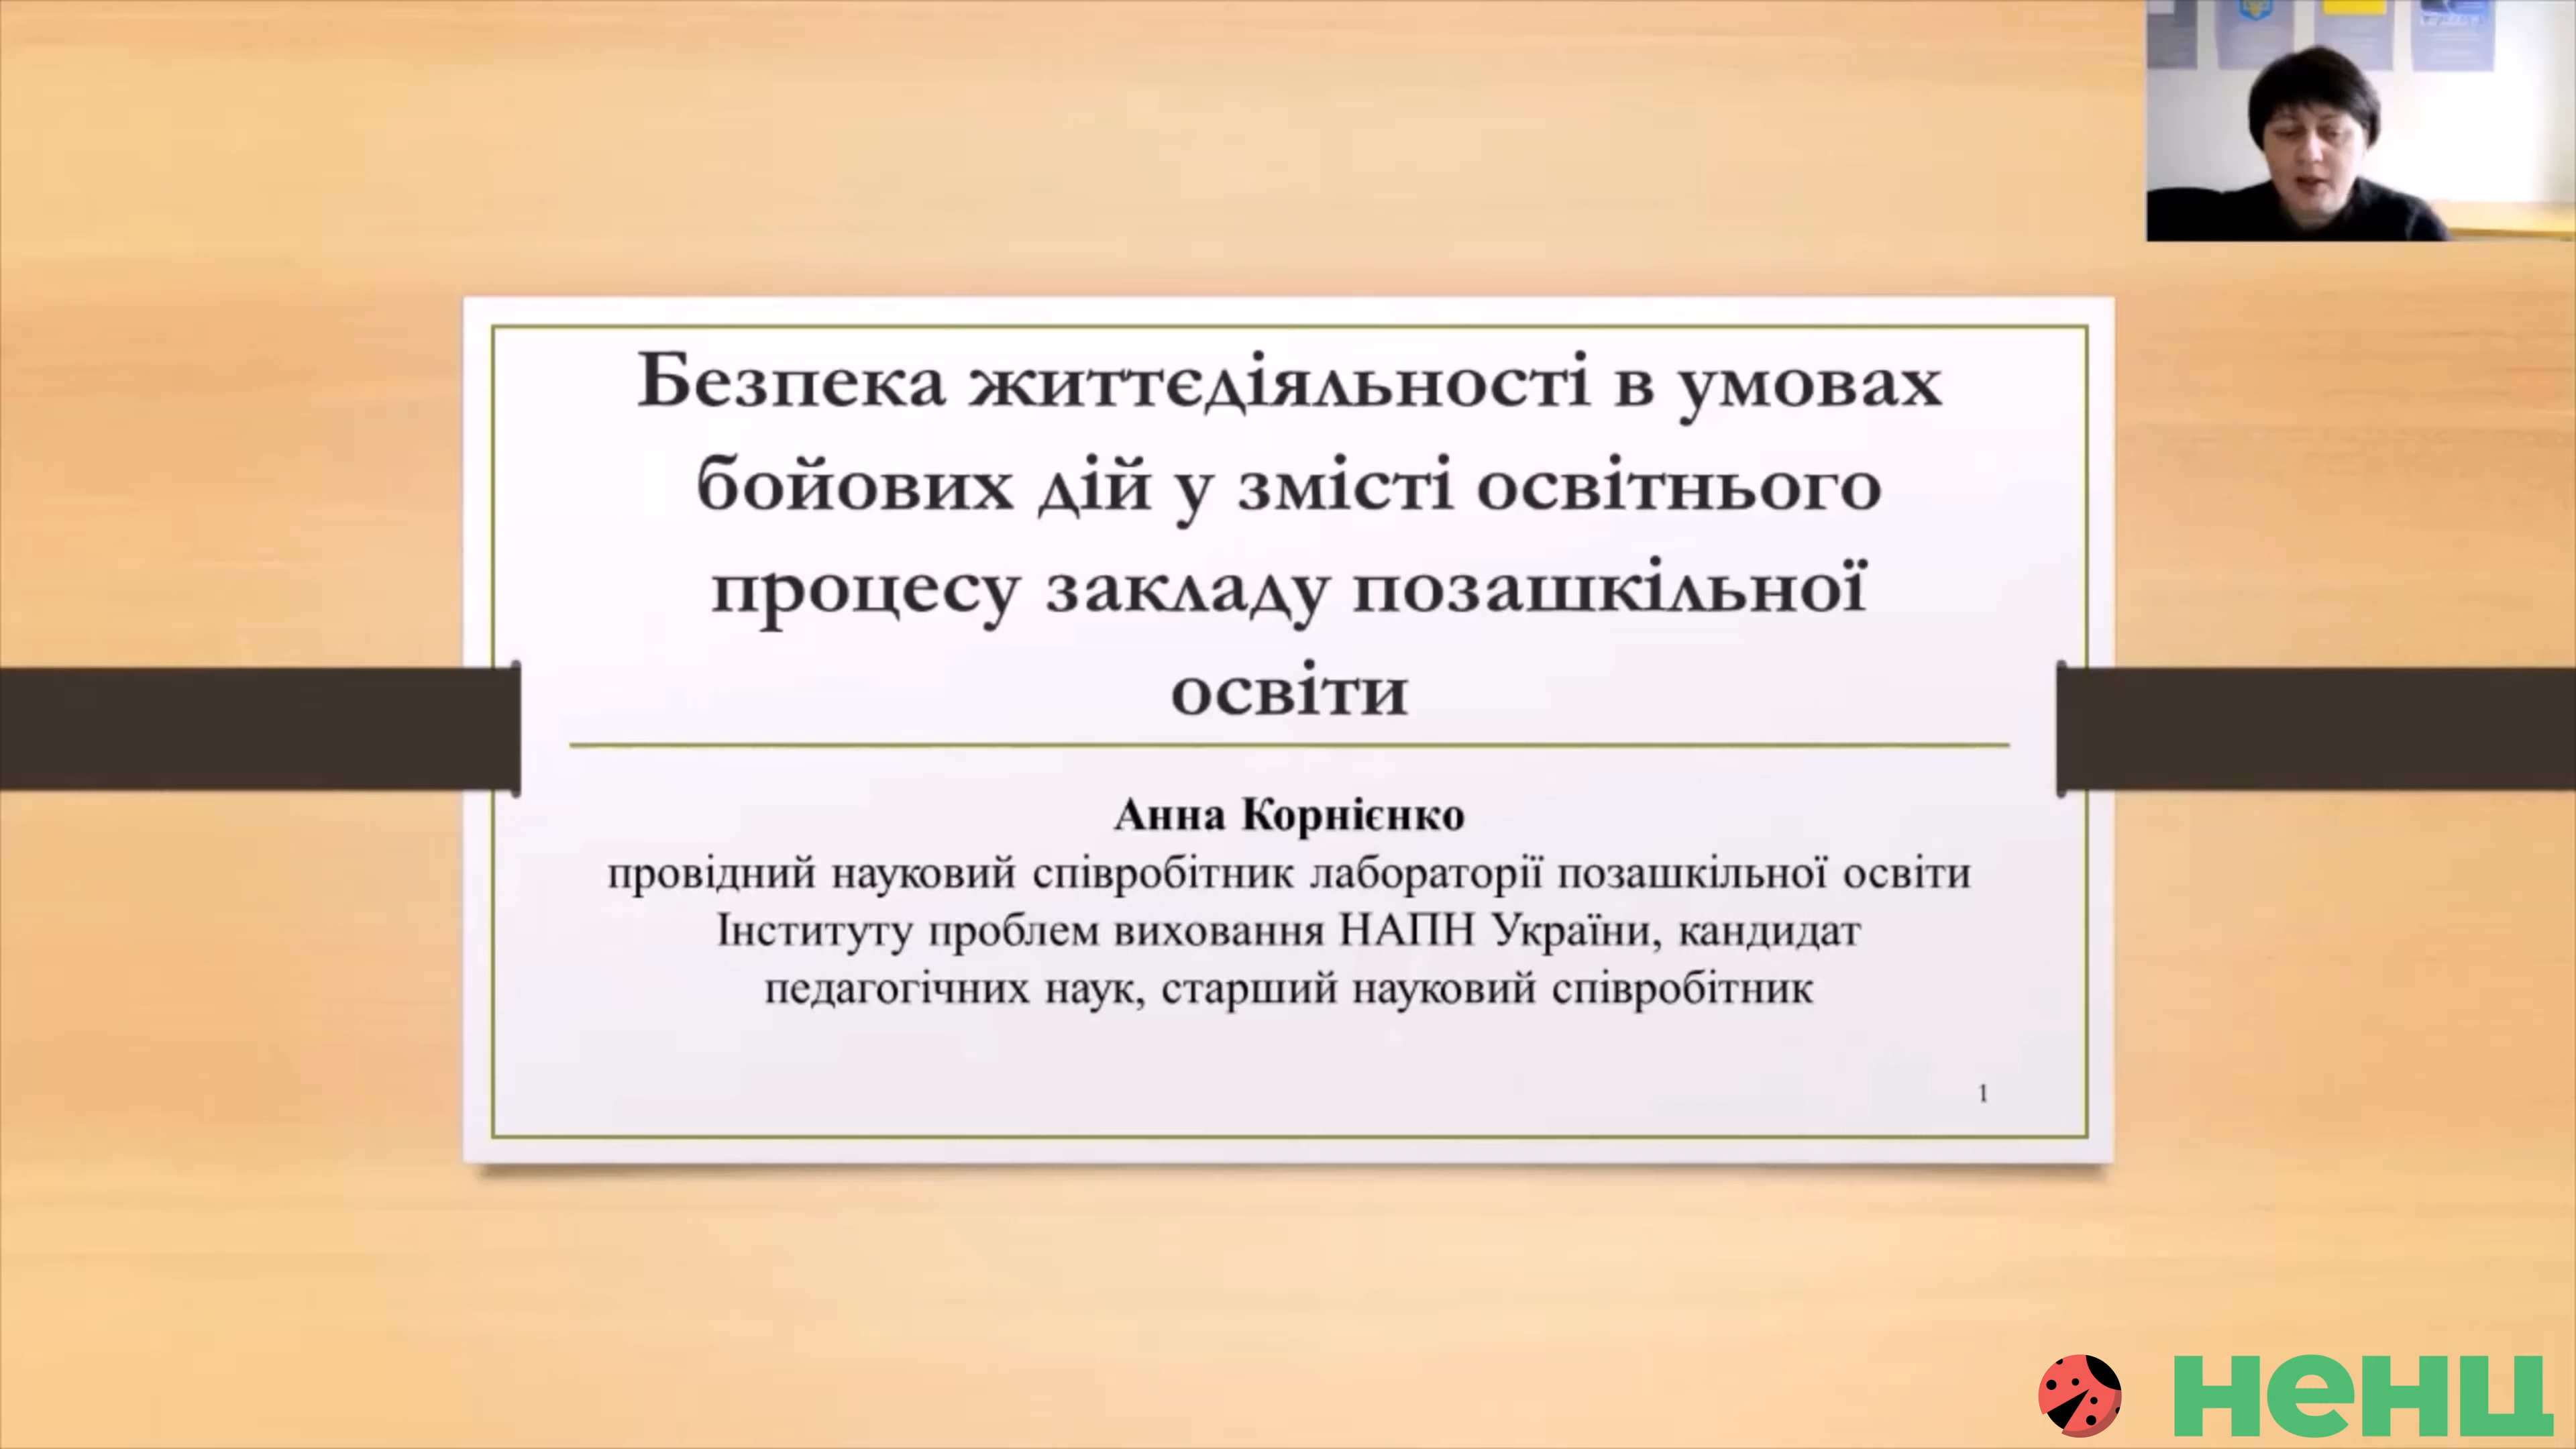 Безпека життєдіяльності в умовах
бойових дій у змісті освітнього
процесу закладу позашкільної
освіти
Анна Корнієнко
провідний науковий співробітник лабораторії позашкільної освіти
Інституту проблем виховання НАПН України, кандидат
педагогічних наук, старший науковий співробітник
1
ненц